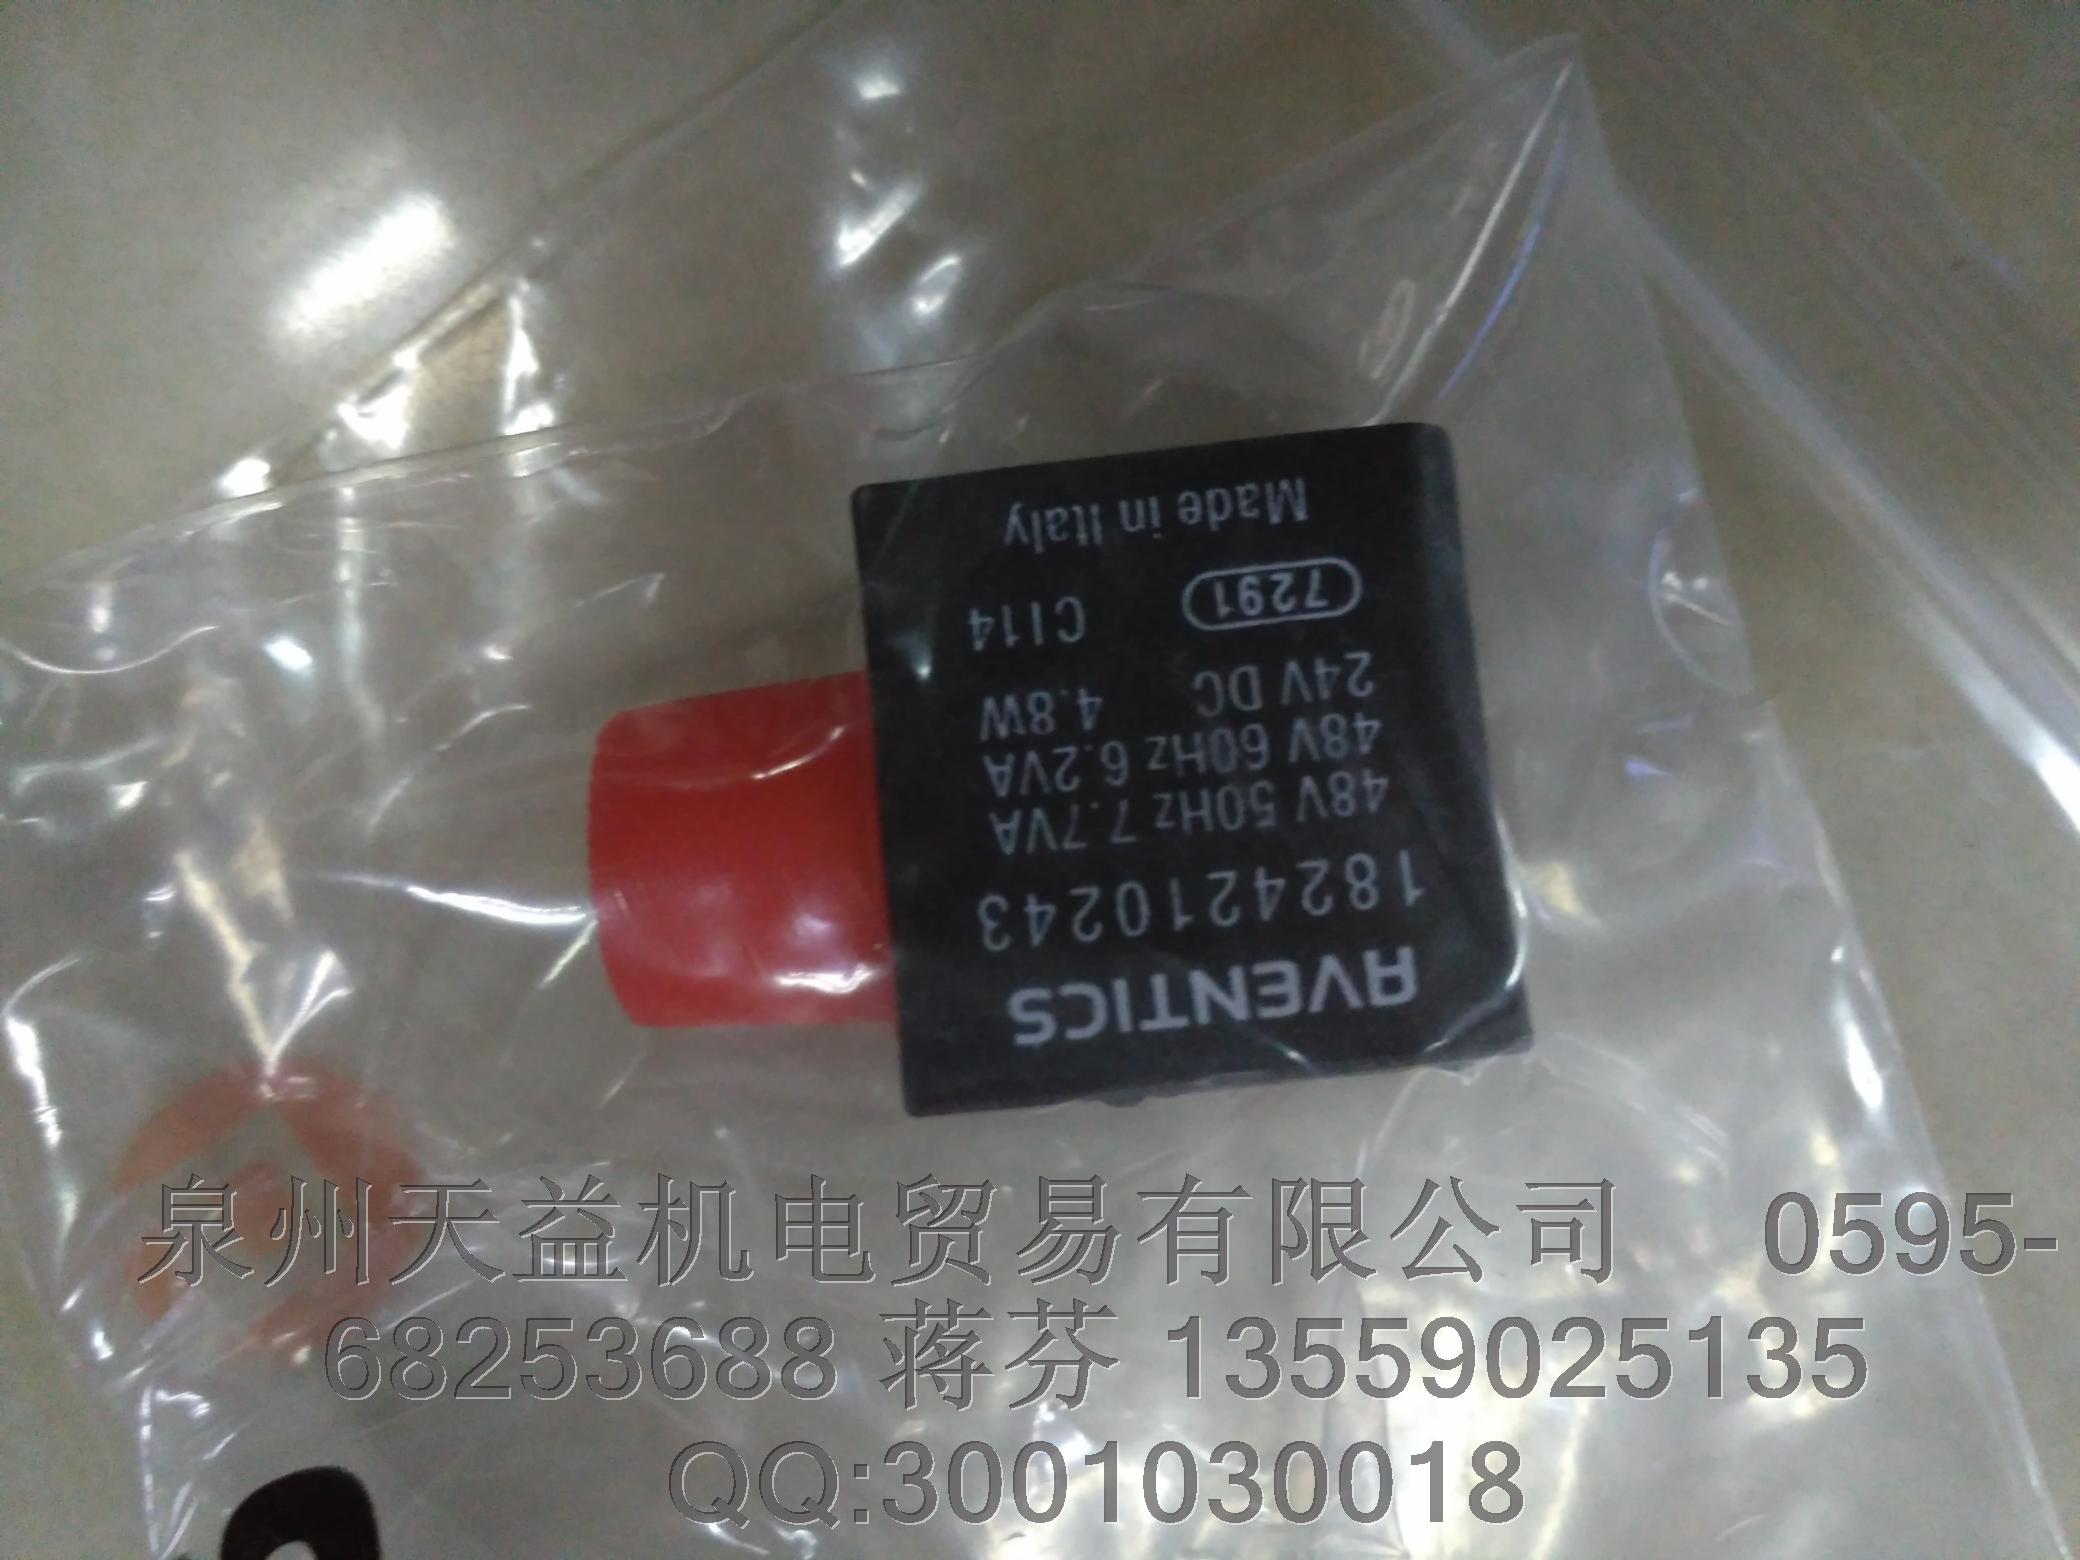 AVENTICS
1824210243
48V 50Hz 7.7VA
48V 60Hz 6.2VA
24V DC 4.8W
7291 CI14
Made in Italy
泉州天益机电贸易有限公司 0595-
68253688 蒋芬 13559025135
QQ:3001030018